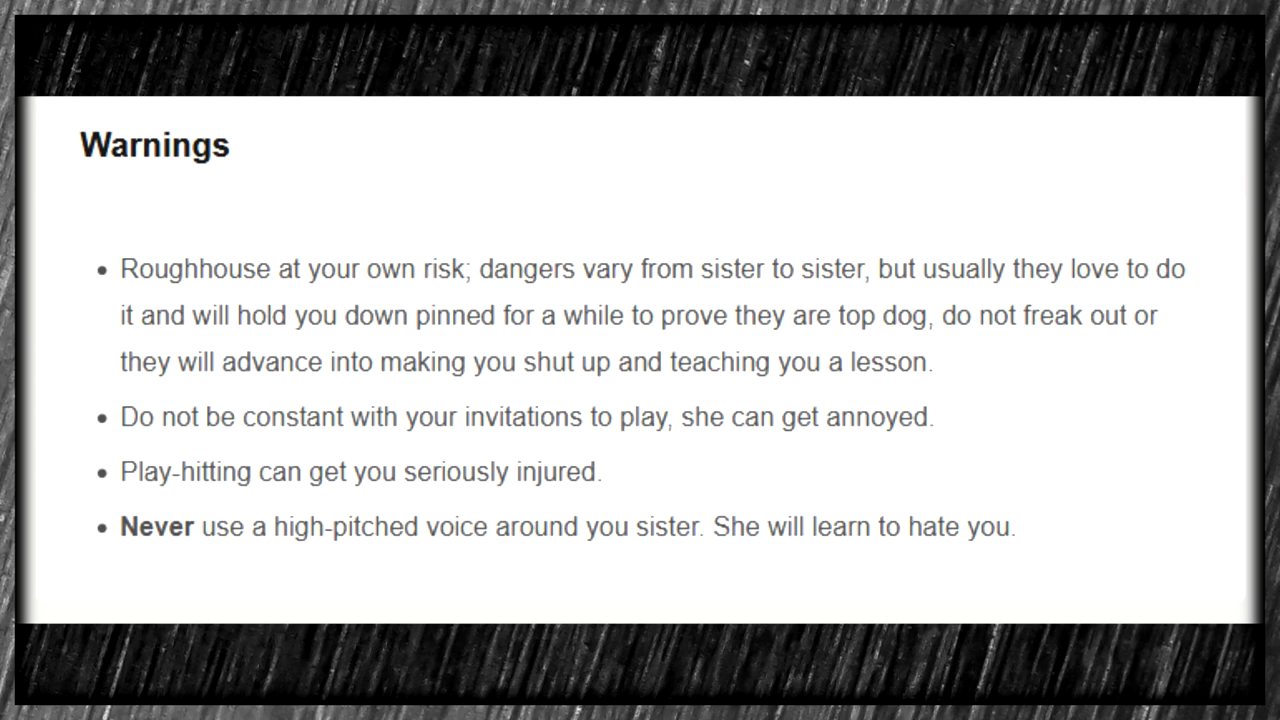 Warnings
Roughhouse at your own risk; dangers vary from sister to sister, but usually they love to do
it and will hold you down pinned for a while to prove they are top dog, do not freak out or
they will advance into making you shut up and teaching you a lesson.
Do not be constant with your invitations to play, she can get annoyed.
Play-hitting can get you seriously injured.
Never use a high-pitched voice around you sister. She will learn to hate you.